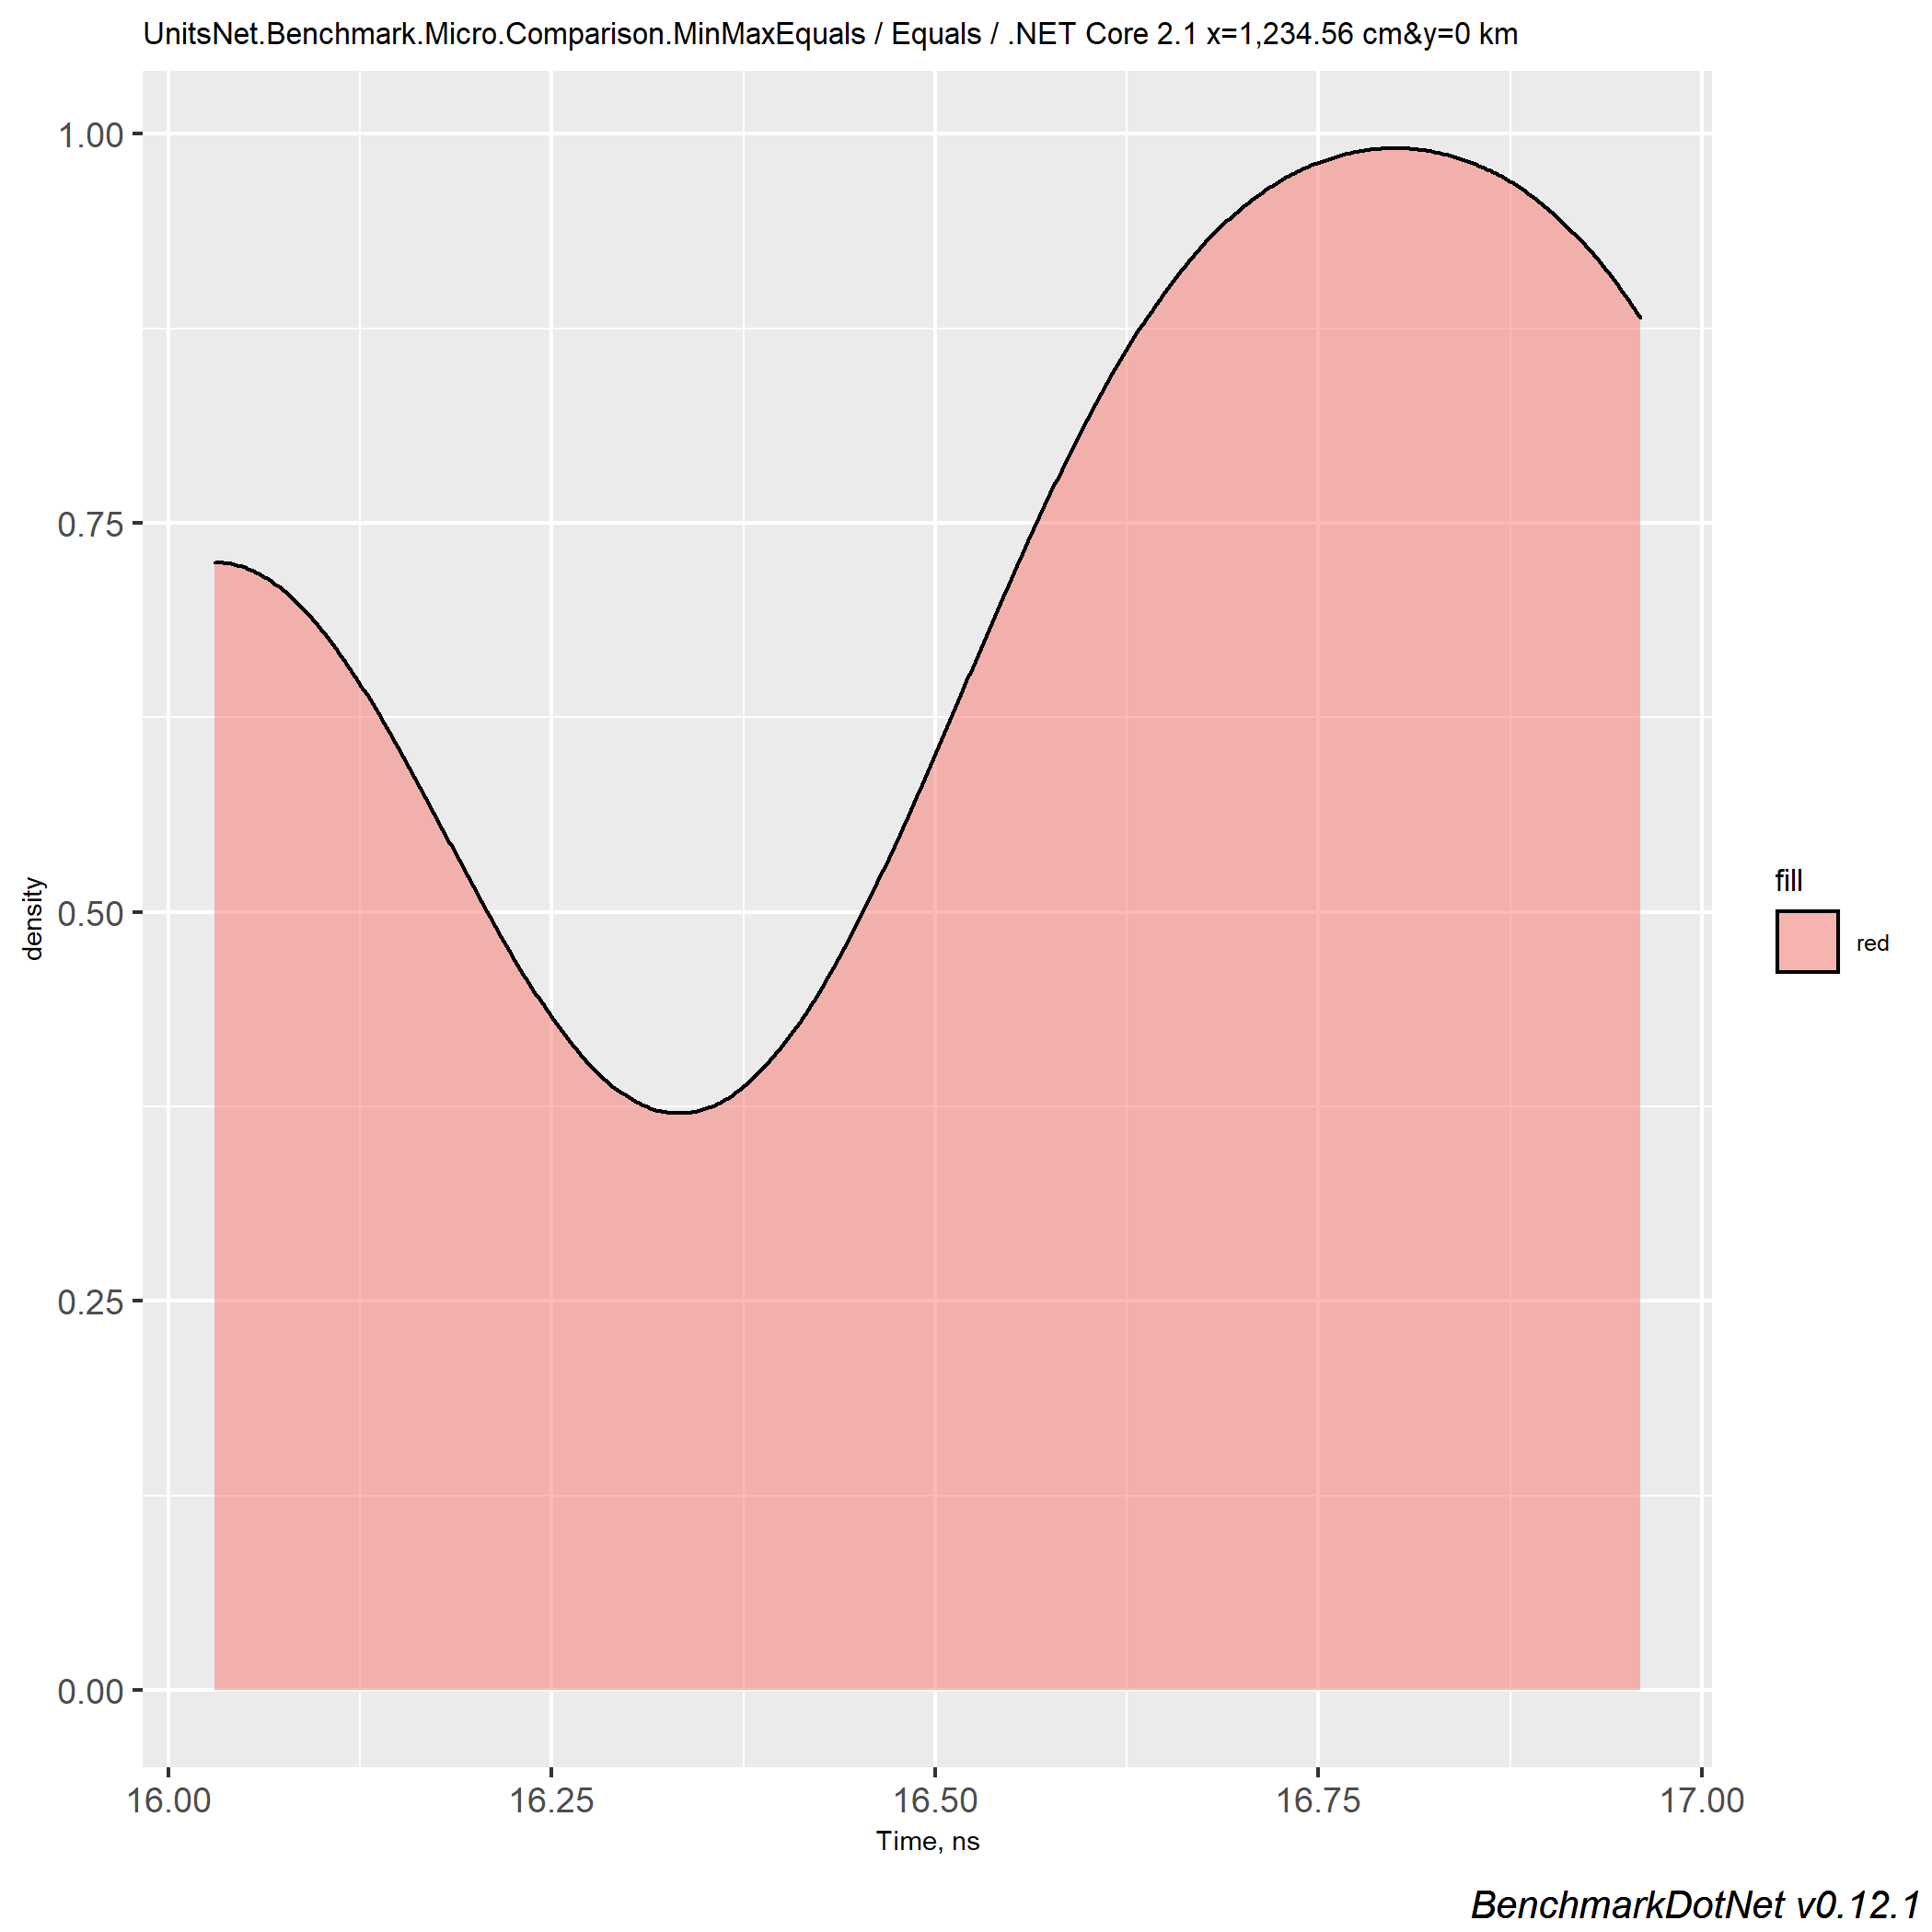 UnitsNet.Benchmark.Micro.Comparison.MinMaxEquals / Equals / .NET Core 2.1 x=1,234.56 cm&y=0 km
1.00
0.75
0.50
0.25
0.00
density
16.00 16.25 16.50 16.75 17.00
Time, ns
fill
red
BenchmarkDotNet v0.12.1